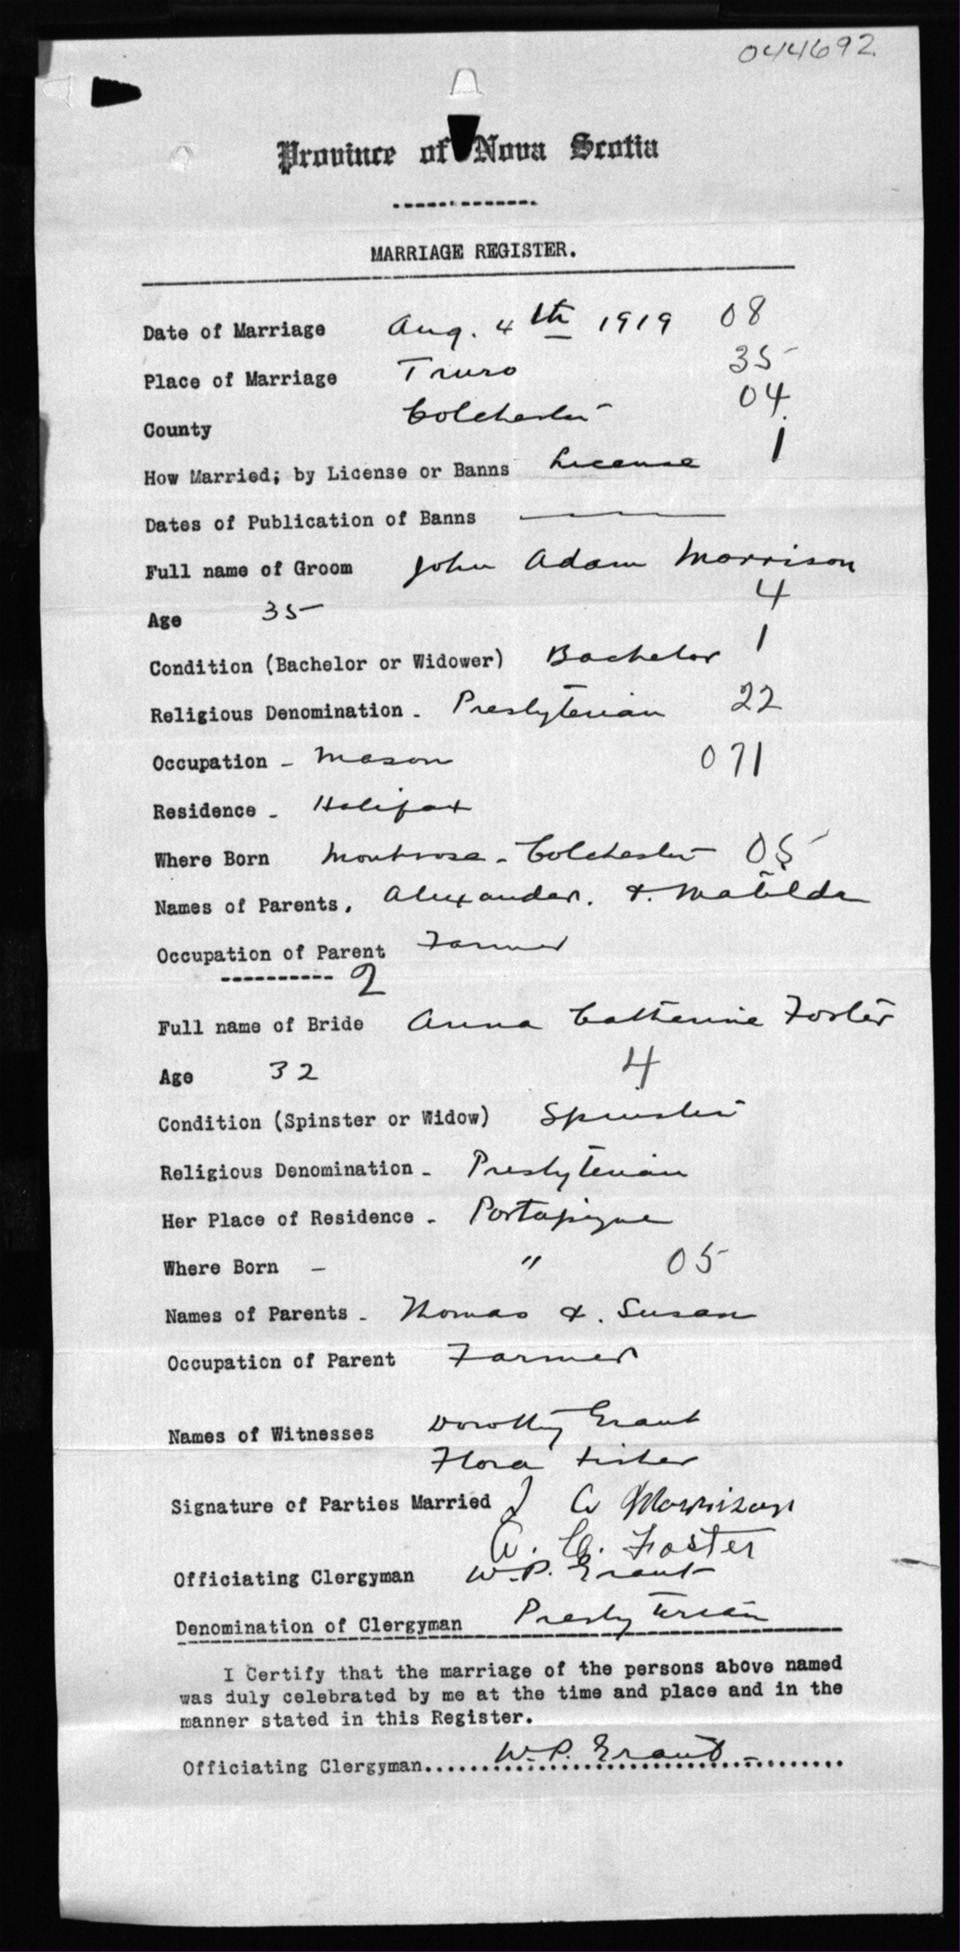 044692
Province of Nova Scotia
MARRIAGE REGISTER.
Date of Marriage Aug. 4th 1919 08
Place of Marriage Truro 35
County Colchester 04
How Married; by License or Banns License 1
Dates of Publication of Banns
Full name of Groom John Adam Morrison
Age 35 4
Condition (Bachelor or Widower) Bachelor 1
Religious Denomination - Presbyterian 22
Occupation - Mason 071
Residence - Halifax
Where Born Montrose - Colchester 05
Names of Parents, Alexander. & Matilda
Occupation of Parent Farmer
---------- 2
Full name of Bride Anna Catherine Foster
Age 32 4
Condition (Spinster or Widow) Spinster
Religious Denomination - Presbyterian
Her Place of Residence - Portapique
Where Born - " 05
Names of Parents - Thomas & Susan
Occupation of Parent Farmer
Names of Witnesses Dorothy Grant
Flora Fisher
Signature of Parties Married J A Morrison
A. C. Foster
Officiating Clergyman W. P. Grant
Denomination of Clergyman Presbyterian
I Certify that the marriage of the persons above named
was duly celebrated by me at the time and place and in the
manner stated in this Register.
Officiating Clergyman.....W. P. Grant.....